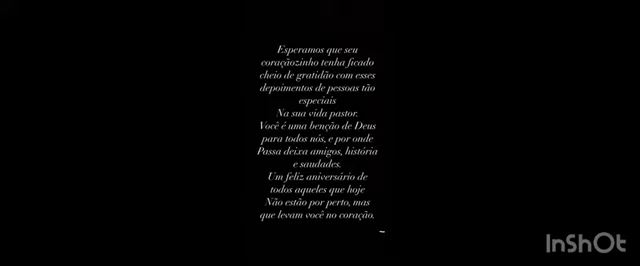 Esperamos que seu
coraçãozinho tenha ficado
cheio de gratidão com esses
depoimentos de pessoas tão
especiais
Na sua vida pastor.
Você é uma benção de Deus
para todos nós, e por onde
Passa deixa amigos, história
e saudades.
Um feliz aniversário de
todos aqueles que hoje
Não estão por perto, mas
que levam você no coração.
~
InShOt